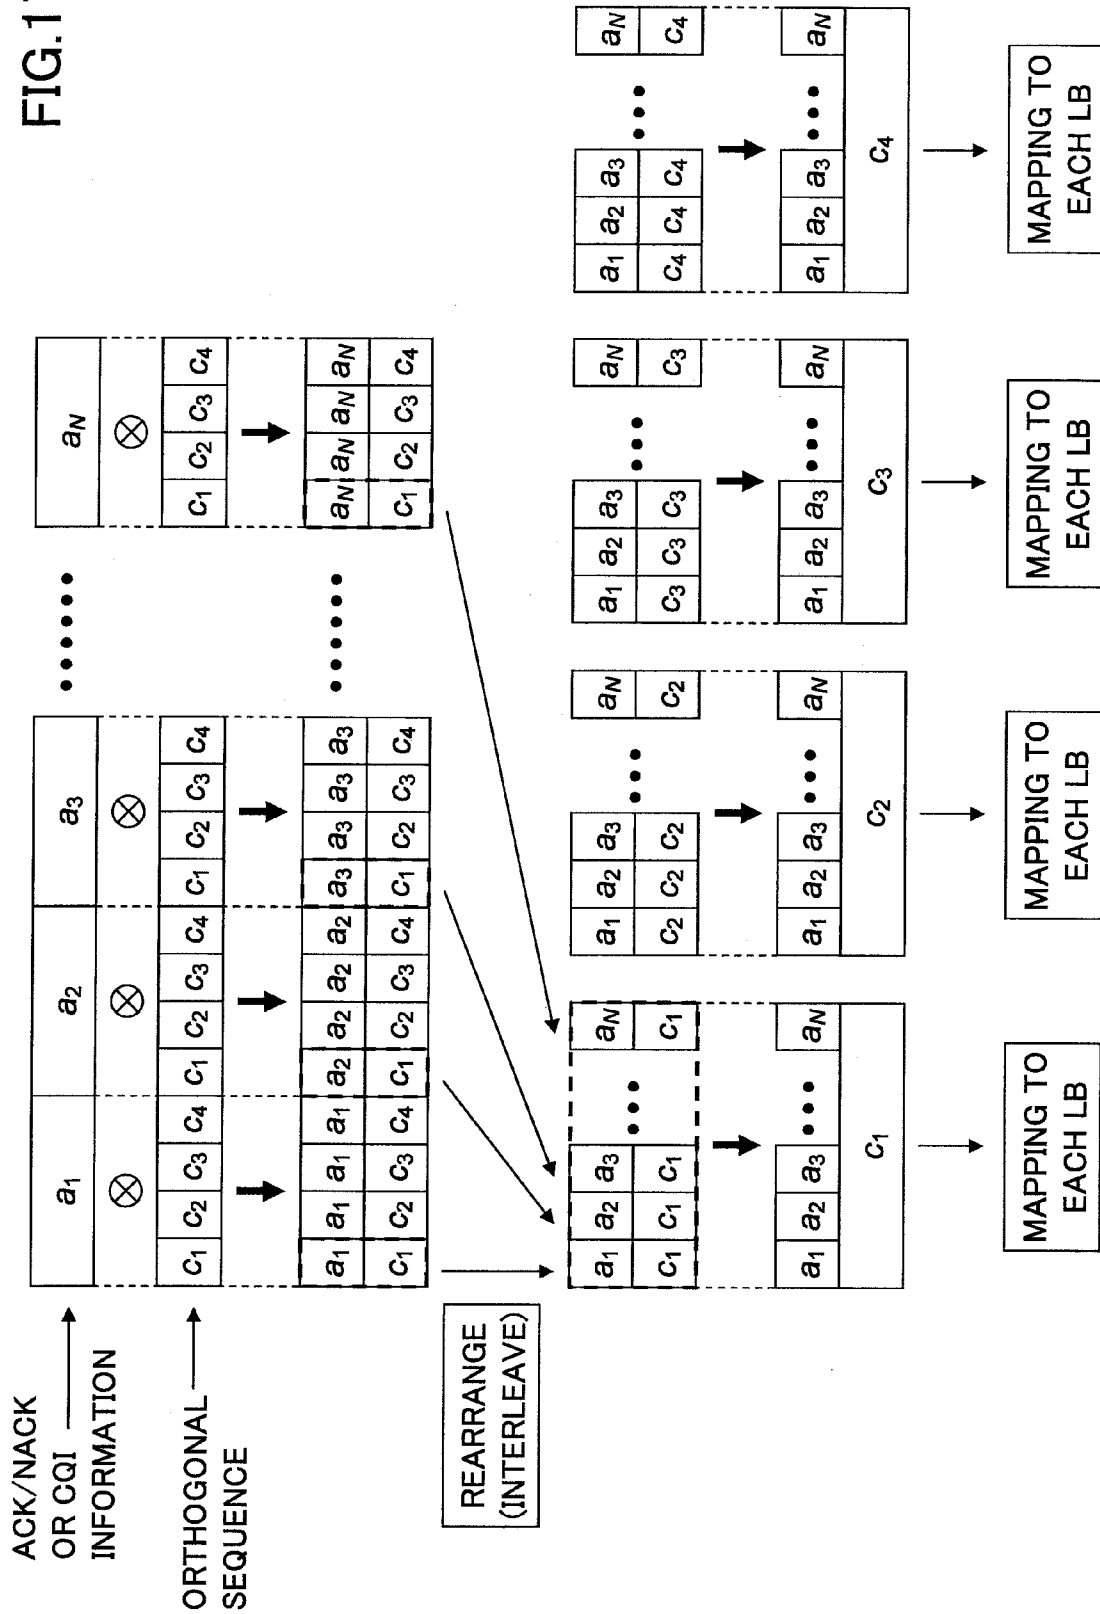 FIG.1
ACK/NACK
OR CQI
INFORMATION
a1 a2 a3 •••••• aN
⊗ ⊗ ⊗ ⊗
ORTHOGONAL
SEQUENCE
c1 c2 c3 c4 c1 c2 c3 c4 c1 c2 c3 c4 c1 c2 c3 c4
a1 a1 a1 a1 a2 a2 a2 a2 a3 a3 a3 a3 •••••• aN aN aN aN
c1 c2 c3 c4 c1 c2 c3 c4 c1 c2 c3 c4 c1 c2 c3 c4
REARRANGE
(INTERLEAVE)
a1 a2 a3 ••• aN
c1 c1 c1 c1
a1 a2 a3 ••• aN
c1
MAPPING TO
EACH LB
a1 a2 a3 ••• aN
c2 c2 c2 c2
a1 a2 a3 ••• aN
c2
MAPPING TO
EACH LB
a1 a2 a3 ••• aN
c3 c3 c3 c3
a1 a2 a3 ••• aN
c3
MAPPING TO
EACH LB
a1 a2 a3 ••• aN
c4 c4 c4 c4
a1 a2 a3 ••• aN
c4
MAPPING TO
EACH LB